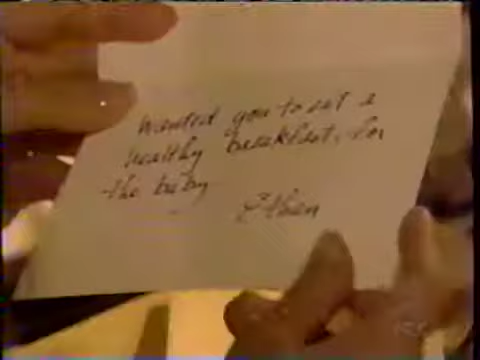 Wanted you to eat a
healthy breakfast, for
the baby
Ethan